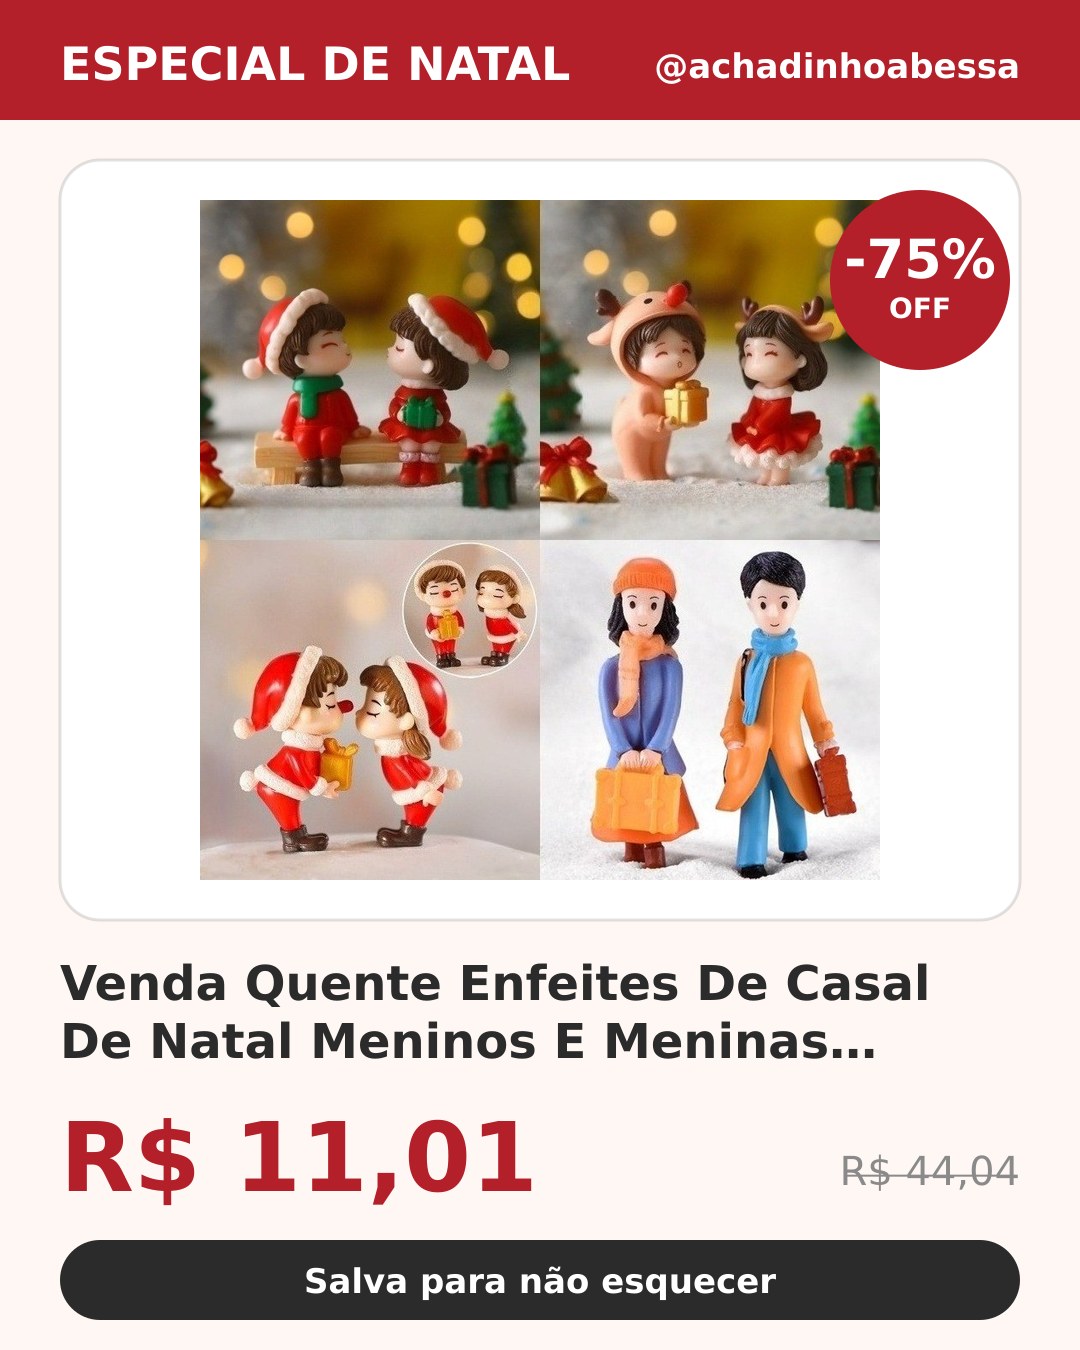 ESPECIAL DE NATAL
@achadinhoabessa
-75%
OFF
Venda Quente Enfeites De Casal
De Natal Meninos E Meninas...
R$ 11,01
R$ 44,04
Salva para não esquecer